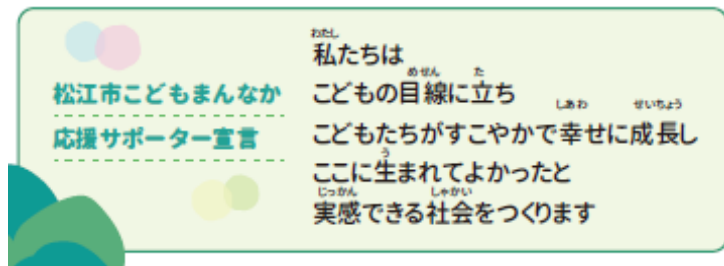 松江市こどもまんなか
応援サポーター宣言
わたし
私たちは
めせん た
こどもの目線に立ち
しあわ せいちょう
こどもたちがすこやかで幸せに成長し
う
ここに生まれてよかったと
じっかん しゃかい
実感できる社会をつくります